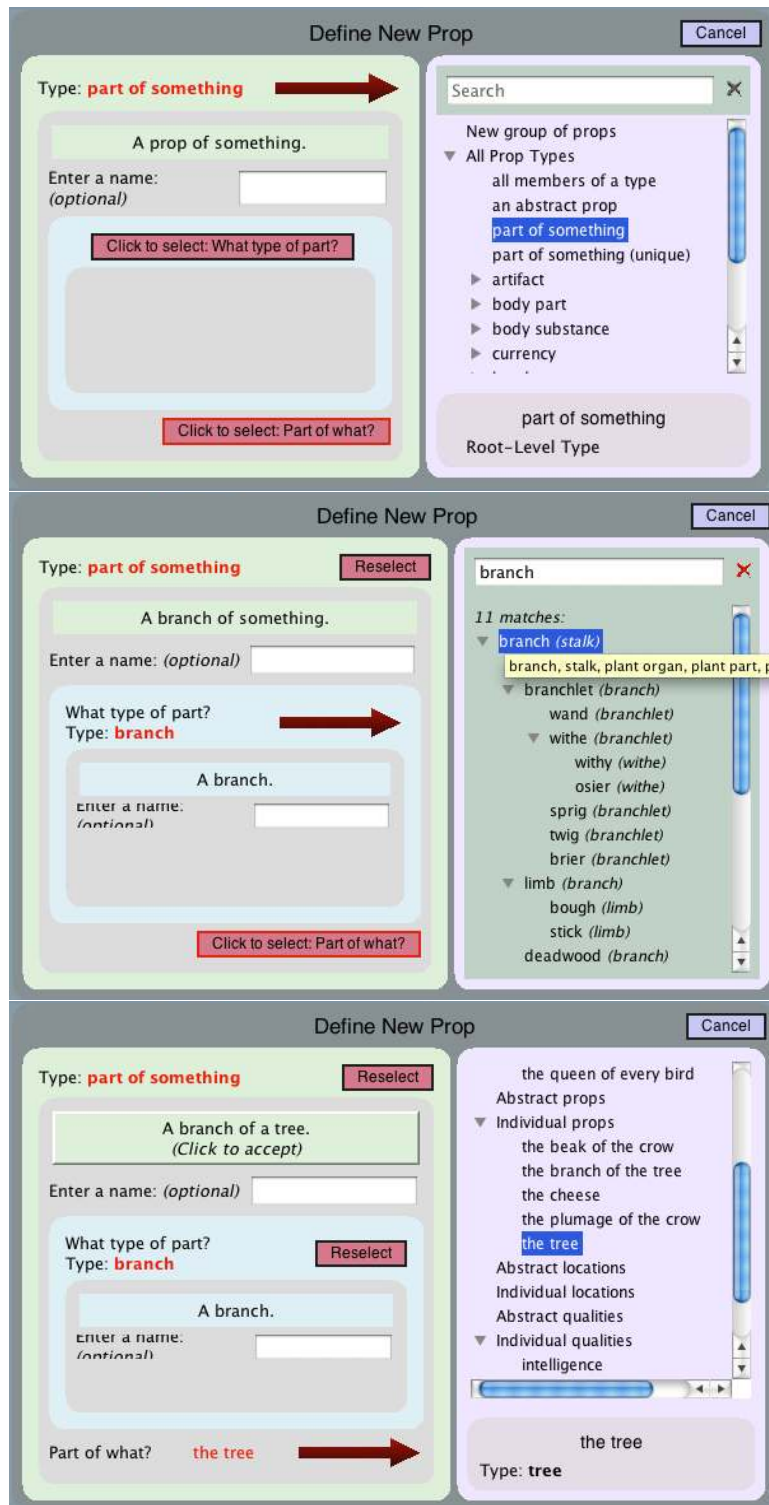 Define New Prop
Cancel
Type: part of something
A prop of something.
Enter a name:
(optional)
Click to select: What type of part?
Click to select: Part of what?
Search
New group of props
All Prop Types
all members of a type
an abstract prop
part of something
part of something (unique)
artifact
body part
body substance
currency
part of something
Root-Level Type
Define New Prop
Cancel
Type: part of something
Reselect
A branch of something.
Enter a name: (optional)
What type of part?
Type: branch
A branch.
Enter a name:
(optional)
Click to select: Part of what?
branch
11 matches:
branch (stalk)
branch, stalk, plant organ, plant part, p
branchlet (branch)
wand (branchlet)
withe (branchlet)
withy (withe)
osier (withe)
sprig (branchlet)
twig (branchlet)
brier (branchlet)
limb (branch)
bough (limb)
stick (limb)
deadwood (branch)
Define New Prop
Cancel
Type: part of something
Reselect
A branch of a tree.
(Click to accept)
Enter a name: (optional)
What type of part?
Type: branch
Reselect
A branch.
Enter a name:
(optional)
Part of what? the tree
the queen of every bird
Abstract props
Individual props
the beak of the crow
the branch of the tree
the cheese
the plumage of the crow
the tree
Abstract locations
Individual locations
Abstract qualities
Individual qualities
intelligence
the tree
Type: tree